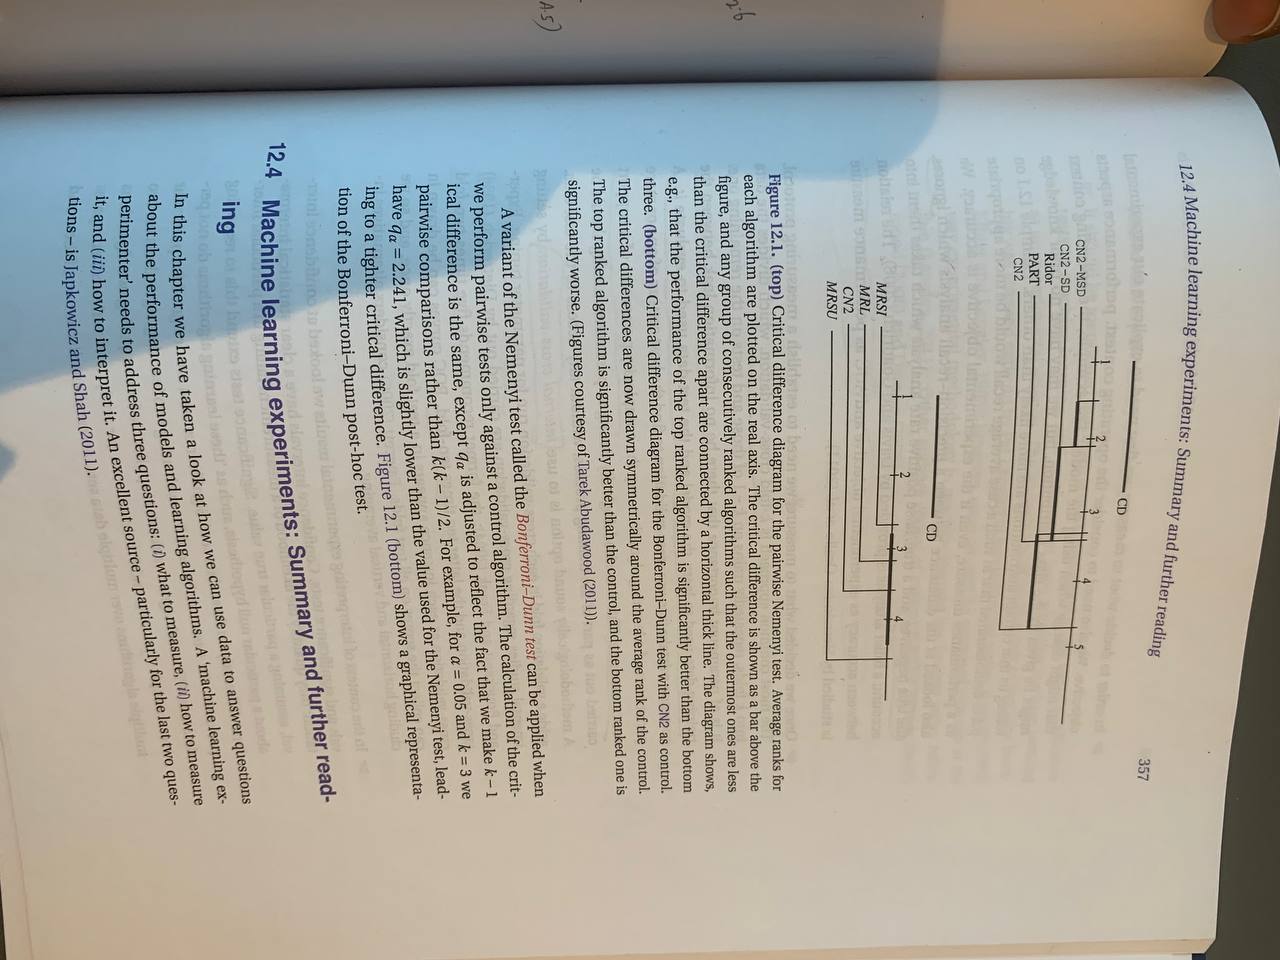 12.4 Machine learning experiments: Summary and further reading
357
CD
1 2 3 4 5
CN2-MSD
CN2-SD
Ridor
PART
CN2
CD
1 2 3 4
MRSI
MRL
CN2
MRSU
Figure 12.1. (top) Critical difference diagram for the pairwise Nemenyi test. Average ranks for
each algorithm are plotted on the real axis. The critical difference is shown as a bar above the
figure, and any group of consecutively ranked algorithms such that the outermost ones are less
than the critical difference apart are connected by a horizontal thick line. The diagram shows,
e.g., that the performance of the top ranked algorithm is significantly better than the bottom
three. (bottom) Critical difference diagram for the Bonferroni–Dunn test with CN2 as control.
The critical differences are now drawn symmetrically around the average rank of the control.
The top ranked algorithm is significantly better than the control, and the bottom ranked one is
significantly worse. (Figures courtesy of Tarek Abudawood (2011)).
A variant of the Nemenyi test called the Bonferroni–Dunn test can be applied when
we perform pairwise tests only against a control algorithm. The calculation of the crit-
ical difference is the same, except qα is adjusted to reflect the fact that we make k − 1
pairwise comparisons rather than k(k − 1)/2. For example, for α = 0.05 and k = 3 we
have qα = 2.241, which is slightly lower than the value used for the Nemenyi test, lead-
ing to a tighter critical difference. Figure 12.1 (bottom) shows a graphical representa-
tion of the Bonferroni–Dunn post-hoc test.
12.4 Machine learning experiments: Summary and further read-
ing
In this chapter we have taken a look at how we can use data to answer questions
about the performance of models and learning algorithms. A ‘machine learning ex-
perimenter’ needs to address three questions: (i) what to measure, (ii) how to measure
it, and (iii) how to interpret it. An excellent source – particularly for the last two ques-
tions – is Japkowicz and Shah (2011).